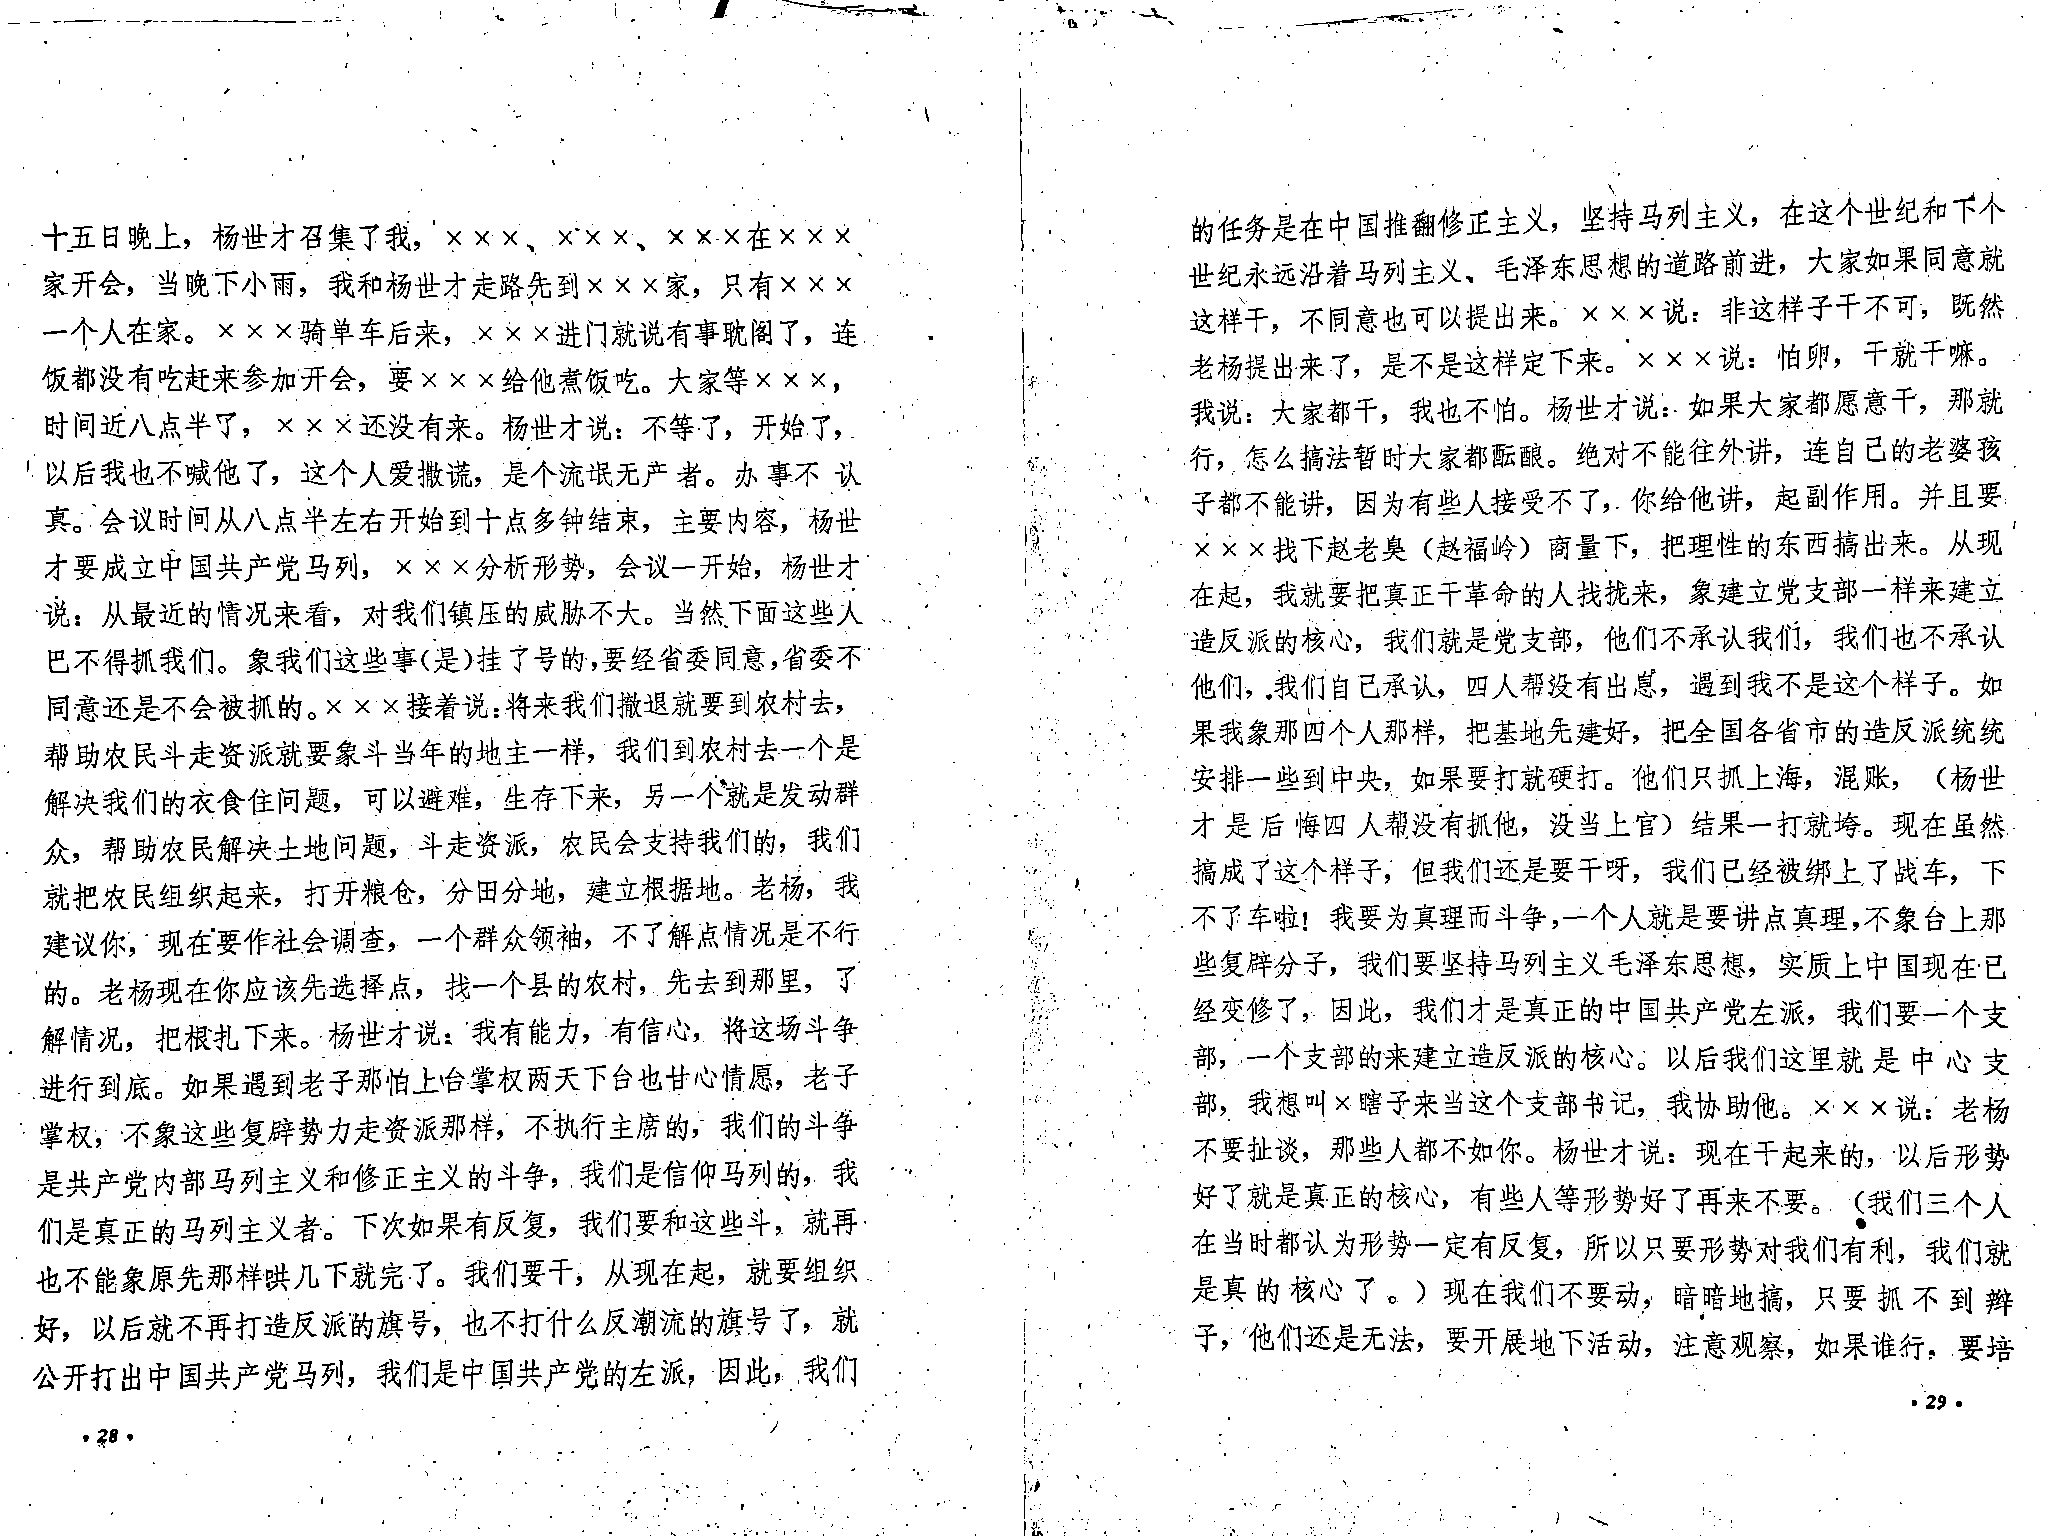 十五日晚上，杨世才召集了我，×××、×××、×××在×××
家开会，当晚下小雨，我和杨世才走路先到×××家，只有×××
一个人在家。×××骑单车后来，×××进门就说有事耽阁了，连
饭都没有吃赶来参加开会，要×××给他煮饭吃。大家等×××，
时间近八点半了，×××还没有来。杨世才说：不等了，开始了，
以后我也不喊他了，这个人爱撒谎，是个流氓无产者。办事不认
真。会议时间从八点半左右开始到十点多钟结束，主要内容，杨世
才要成立中国共产党马列，×××分析形势，会议一开始，杨世才
说：从最近的情况来看，对我们镇压的威胁不大。当然下面这些人
巴不得抓我们。象我们这些事(是)挂了号的，要经省委同意，省委不
同意还是不会被抓的。×××接着说：将来我们撤退就要到农村去，
帮助农民斗走资派就要象斗当年的地主一样，我们到农村去一个是
解决我们的衣食住问题，可以避难，生存下来，另一个就是发动群
众，帮助农民解决土地问题，斗走资派，农民会支持我们的，我们
就把农民组织起来，打开粮仓，分田分地，建立根据地。老杨，我
建议你，现在要作社会调查，一个群众领袖，不了解点情况是不行
的。老杨现在你应该先选择点，找一个县的农村，先去到那里，了
解情况，把根扎下来。杨世才说：我有能力，有信心，将这场斗争
进行到底。如果遇到老子那怕上台掌权两天下台也甘心情愿，老子
掌权，不象这些复辟势力走资派那样，不执行主席的，我们的斗争
是共产党内部马列主义和修正主义的斗争，我们是信仰马列的，我
们是真正的马列主义者。下次如果有反复，我们要和这些斗，就再
也不能象原先那样哄几下就完了。我们要干，从现在起，就要组织
好，以后就不再打造反派的旗号，也不打什么反潮流的旗号了，就
公开打出中国共产党马列，我们是中国共产党的左派，因此，我们
·28·
的任务是在中国推翻修正主义，坚持马列主义，在这个世纪和下个
世纪永远沿着马列主义、毛泽东思想的道路前进，大家如果同意就
这样干，不同意也可以提出来。×××说：非这样子干不可，既然
老杨提出来了，是不是这样定下来。×××说：怕卵，干就干嘛。
我说：大家都干，我也不怕。杨世才说：如果大家都愿意干，那就
行，怎么搞法暂时大家都酝酿。绝对不能往外讲，连自己的老婆孩
子都不能讲，因为有些人接受不了，你给他讲，起副作用。并且要
×××找下赵老臭（赵福岭）商量下，把理性的东西搞出来。从现
在起，我就要把真正干革命的人找拢来，象建立党支部一样来建立
造反派的核心，我们就是党支部，他们不承认我们，我们也不承认
他们，我们自己承认，四人帮没有出息，遇到我不是这个样子。如
果我象那四个人那样，把基地先建好，把全国各省市的造反派统统
安排一些到中央，如果要打就硬打。他们只抓上海，混账，（杨世
才是后悔四人帮没有抓他，没当上官）结果一打就垮。现在虽然
搞成了这个样子，但我们还是要干呀，我们已经被绑上了战车，下
不了车啦！我要为真理而斗争，一个人就是要讲点真理，不象台上那
些复辟分子，我们要坚持马列主义毛泽东思想，实质上中国现在已
经变修了，因此，我们才是真正的中国共产党左派，我们要一个支
部，一个支部的来建立造反派的核心。以后我们这里就是中心支
部，我想叫×瞎子来当这个支部书记，我协助他。×××说：老杨
不要扯谈，那些人都不如你。杨世才说：现在干起来的，以后形势
好了就是真正的核心，有些人等形势好了再来不要。（我们三个人
在当时都认为形势一定有反复，所以只要形势对我们有利，我们就
是真的核心了。）现在我们不要动，暗暗地搞，只要抓不到辫
子，他们还是无法，要开展地下活动，注意观察，如果谁行，要培
·29·